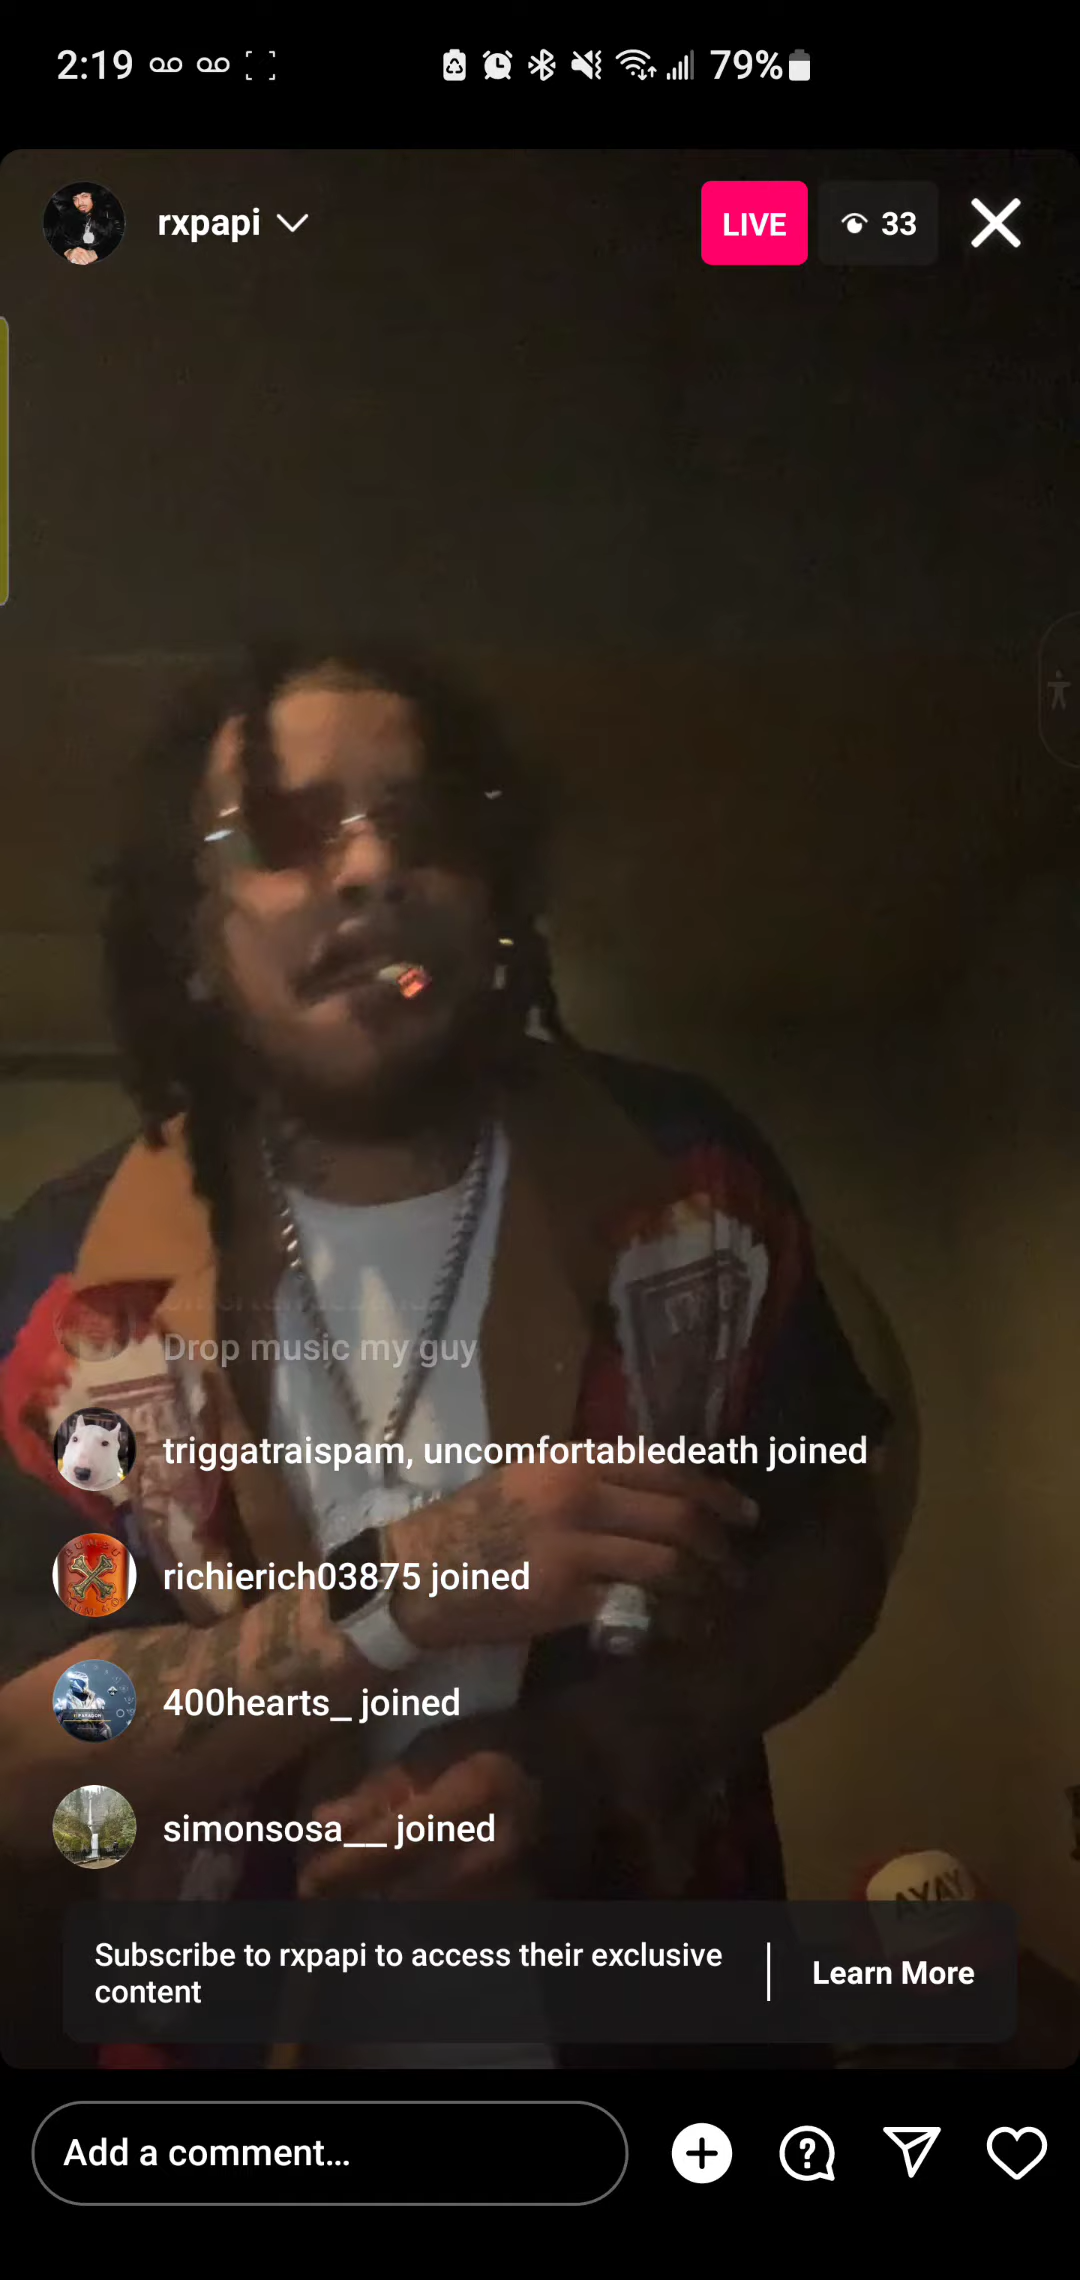 2:19
79%
rxpapi
LIVE
33
Drop music my guy
triggatraispam, uncomfortabledeath joined
richierich03875 joined
400hearts_ joined
simonsosa__ joined
AYAY
Subscribe to rxpapi to access their exclusive
content
Learn More
Add a comment...